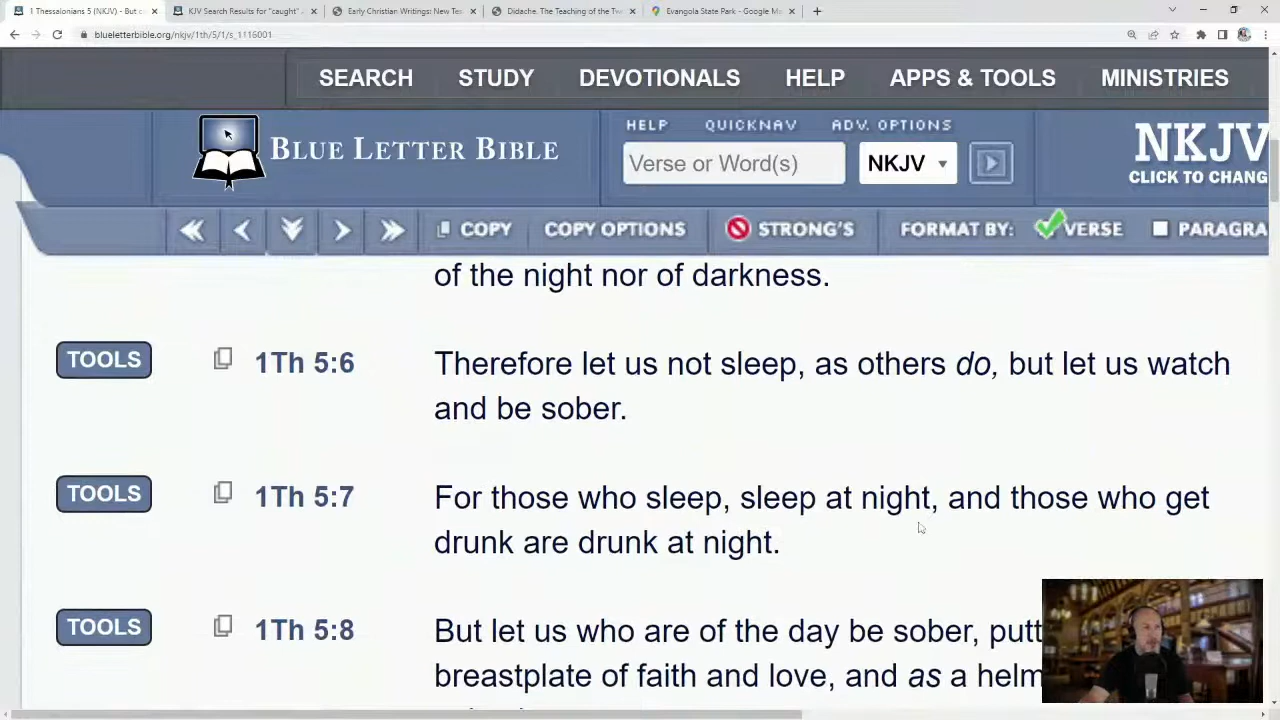 1 Thessalonians 5 (NKJV) - But c
KJV Search Results for "caught"
Early Christian Writings: New Tes
Didache. The Teaching of the Tw
Evangola State Park - Google M
blueletterbible.org/nkjv/1th/5/1/s_1116001
SEARCH STUDY DEVOTIONALS HELP APPS & TOOLS MINISTRIES
BLUE LETTER BIBLE
HELP QUICKNAV ADV. OPTIONS
Verse or Word(s) NKJV
NKJV
CLICK TO CHANG
COPY COPY OPTIONS STRONG'S FORMAT BY: VERSE PARAGRA
of the night nor of darkness.
TOOLS 1Th 5:6 Therefore let us not sleep, as others do, but let us watch
and be sober.
TOOLS 1Th 5:7 For those who sleep, sleep at night, and those who get
drunk are drunk at night.
TOOLS 1Th 5:8 But let us who are of the day be sober, putt
breastplate of faith and love, and as a helm